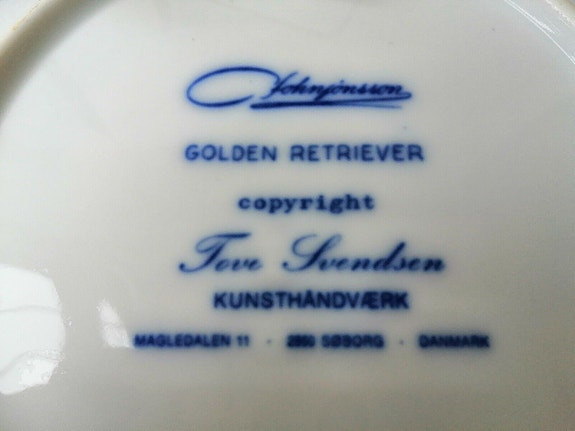 Johnjönsson
GOLDEN RETRIEVER
copyright
Tove Svendsen
KUNSTHÅNDVÆRK
MAGLEDALEN 11 · 2860 SØBORG · DANMARK